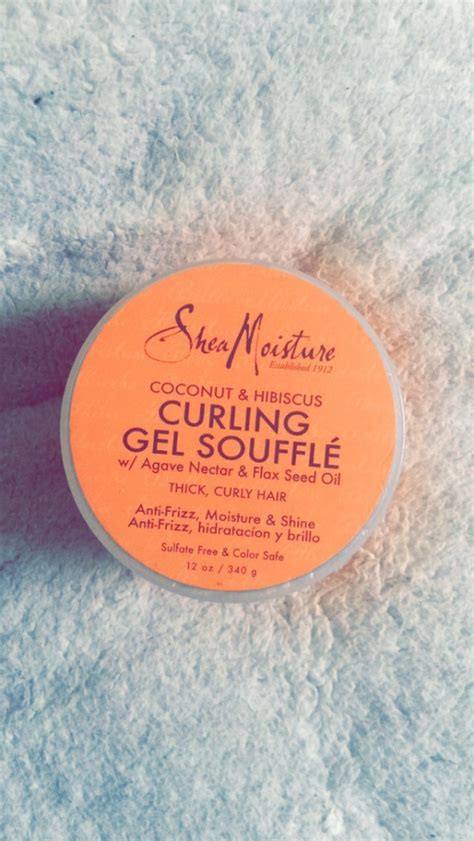 SheaMoisture
Established 1912
COCONUT & HIBISCUS
CURLING
GEL SOUFFLÉ
w/ Agave Nectar & Flax Seed Oil
THICK, CURLY HAIR
Anti-Frizz, Moisture & Shine
Anti-Frizz, hidratacíon y brillo
Sulfate Free & Color Safe
12 oz / 340 g